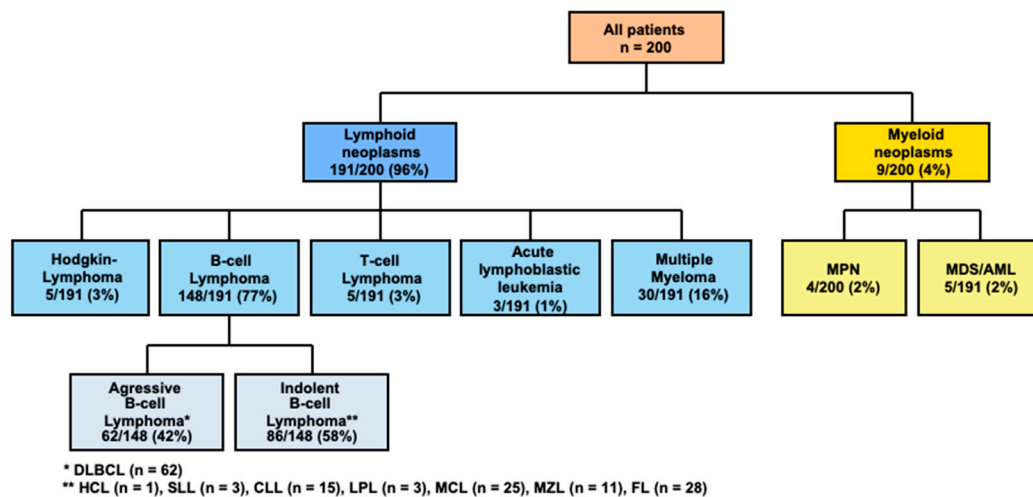 All patients
n = 200
Lymphoid
neoplasms
191/200 (96%)
Myeloid
neoplasms
9/200 (4%)
Hodgkin-
Lymphoma
5/191 (3%)
B-cell
Lymphoma
148/191 (77%)
T-cell
Lymphoma
5/191 (3%)
Acute
lymphoblastic
leukemia
3/191 (1%)
Multiple
Myeloma
30/191 (16%)
MPN
4/200 (2%)
MDS/AML
5/191 (2%)
Agressive
B-cell
Lymphoma*
62/148 (42%)
Indolent
B-cell
Lymphoma**
86/148 (58%)
* DLBCL (n = 62)
** HCL (n = 1), SLL (n = 3), CLL (n = 15), LPL (n = 3), MCL (n = 25), MZL (n = 11), FL (n = 28)